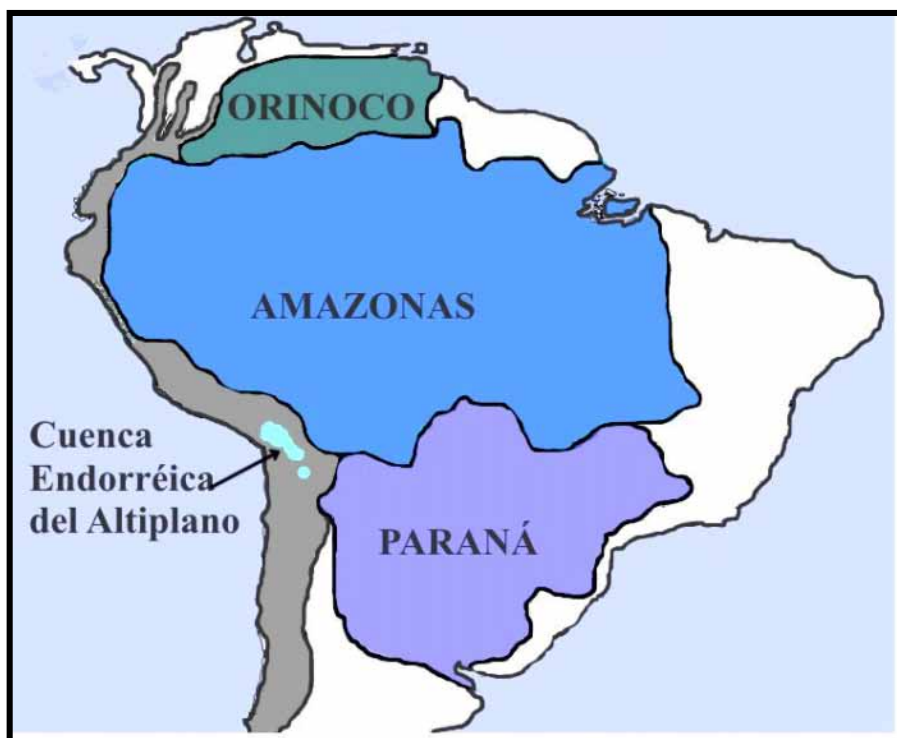 ORINOCO
AMAZONAS
Cuenca
Endorréica
del Altiplano
PARANÁ